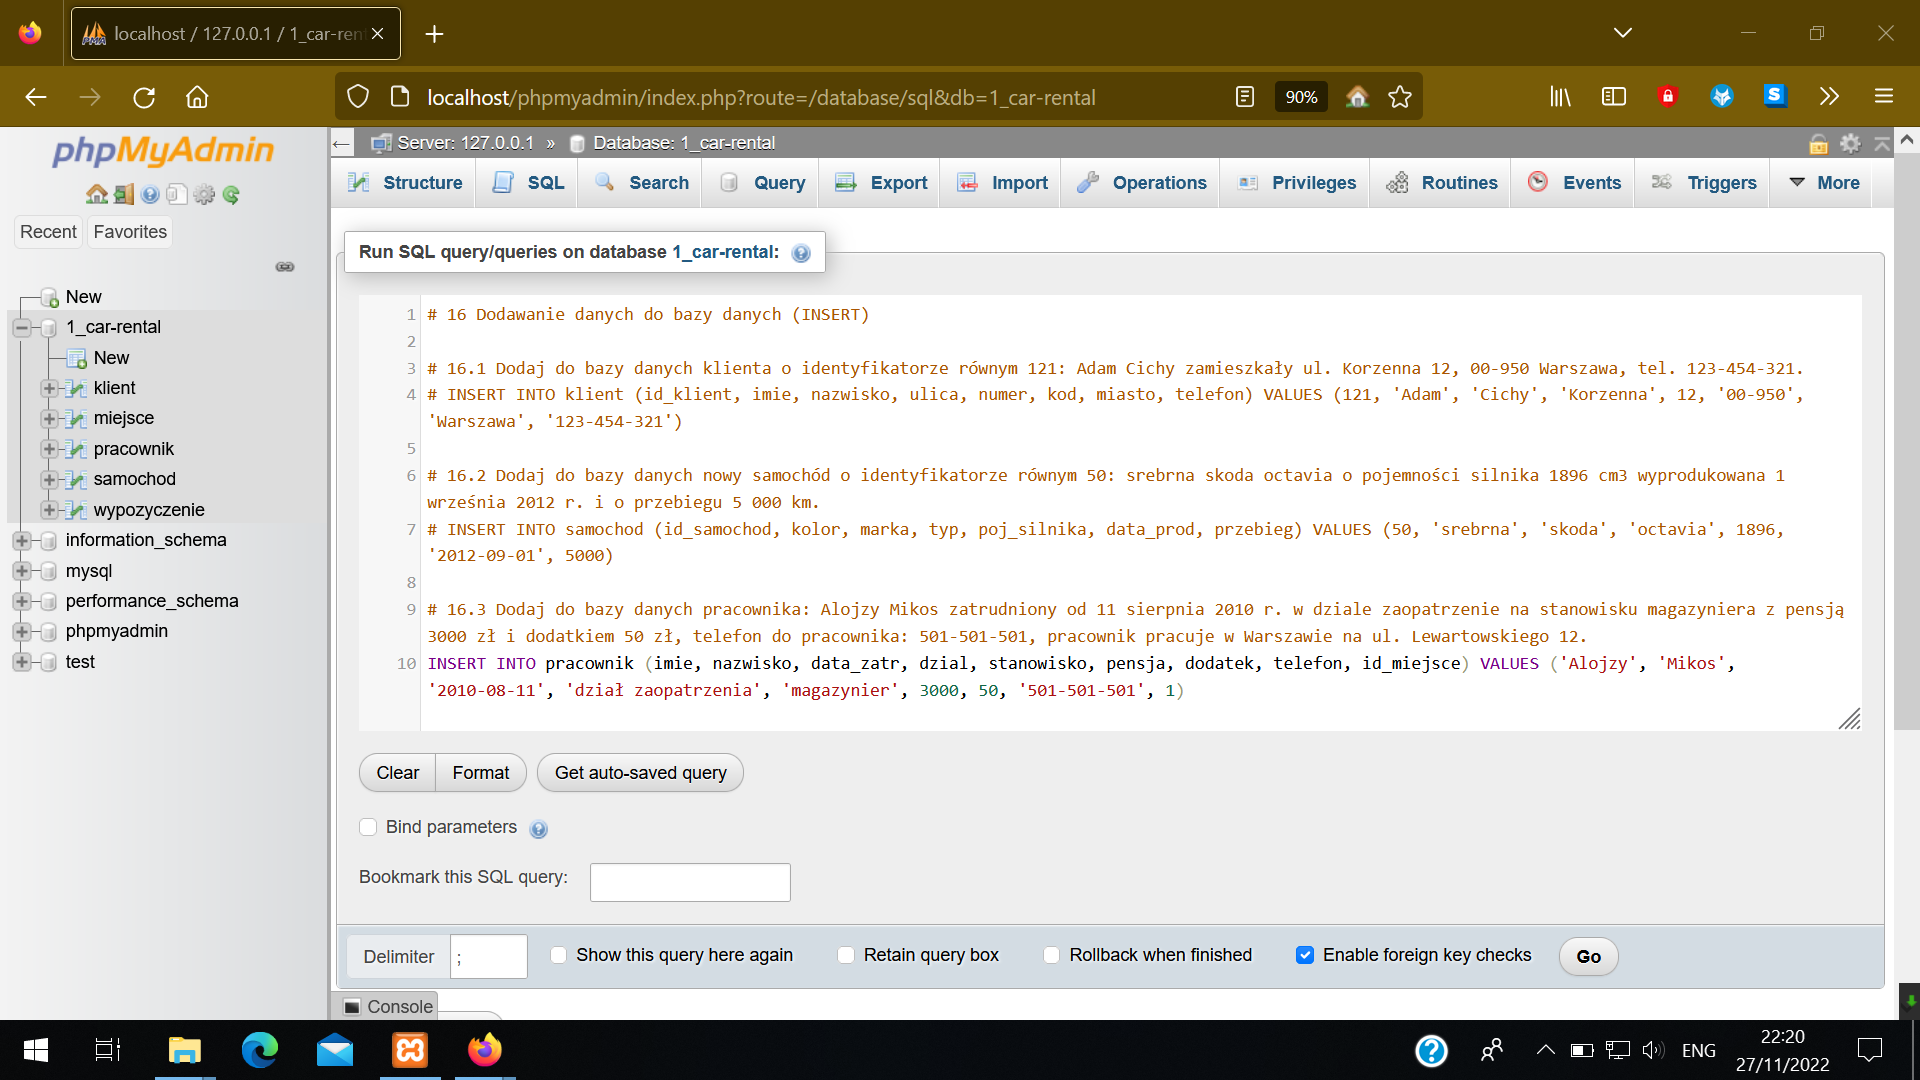 localhost / 127.0.0.1 / 1_car-ren
localhost/phpmyadmin/index.php?route=/database/sql&db=1_car-rental
90%
phpMyAdmin
Recent
Favorites
New
1_car-rental
New
klient
miejsce
pracownik
samochod
wypozyczenie
information_schema
mysql
performance_schema
phpmyadmin
test
Server: 127.0.0.1 » Database: 1_car-rental
Structure
SQL
Search
Query
Export
Import
Operations
Privileges
Routines
Events
Triggers
More
Run SQL query/queries on database 1_car-rental:
1 # 16 Dodawanie danych do bazy danych (INSERT)
2
3 # 16.1 Dodaj do bazy danych klienta o identyfikatorze równym 121: Adam Cichy zamieszkały ul. Korzenna 12, 00-950 Warszawa, tel. 123-454-321.
4 # INSERT INTO klient (id_klient, imie, nazwisko, ulica, numer, kod, miasto, telefon) VALUES (121, 'Adam', 'Cichy', 'Korzenna', 12, '00-950',
'Warszawa', '123-454-321')
5
6 # 16.2 Dodaj do bazy danych nowy samochód o identyfikatorze równym 50: srebrna skoda octavia o pojemności silnika 1896 cm3 wyprodukowana 1
września 2012 r. i o przebiegu 5 000 km.
7 # INSERT INTO samochod (id_samochod, kolor, marka, typ, poj_silnika, data_prod, przebieg) VALUES (50, 'srebrna', 'skoda', 'octavia', 1896,
'2012-09-01', 5000)
8
9 # 16.3 Dodaj do bazy danych pracownika: Alojzy Mikos zatrudniony od 11 sierpnia 2010 r. w dziale zaopatrzenie na stanowisku magazyniera z pensją
3000 zł i dodatkiem 50 zł, telefon do pracownika: 501-501-501, pracownik pracuje w Warszawie na ul. Lewartowskiego 12.
10 INSERT INTO pracownik (imie, nazwisko, data_zatr, dzial, stanowisko, pensja, dodatek, telefon, id_miejsce) VALUES ('Alojzy', 'Mikos',
'2010-08-11', 'dział zaopatrzenia', 'magazynier', 3000, 50, '501-501-501', 1)
Clear
Format
Get auto-saved query
Bind parameters
Bookmark this SQL query:
Delimiter
;
Show this query here again
Retain query box
Rollback when finished
Enable foreign key checks
Go
Console
ENG
22:20
27/11/2022